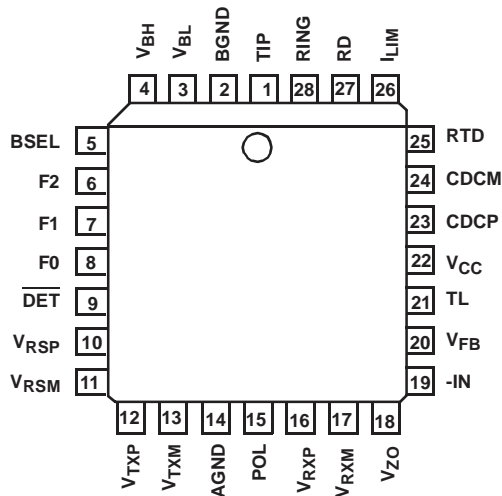 VBH
VBL
BGND
TIP
RING
RD
ILIM
4
3
2
1
28
27
26
BSEL 5
F2 6
F1 7
F0 8
DET 9
VRSP 10
VRSM 11
25 RTD
24 CDCM
23 CDCP
22 VCC
21 TL
20 VFB
19 -IN
12
13
14
15
16
17
18
VTXP
VTXM
AGND
POL
VRXP
VRXM
VZO